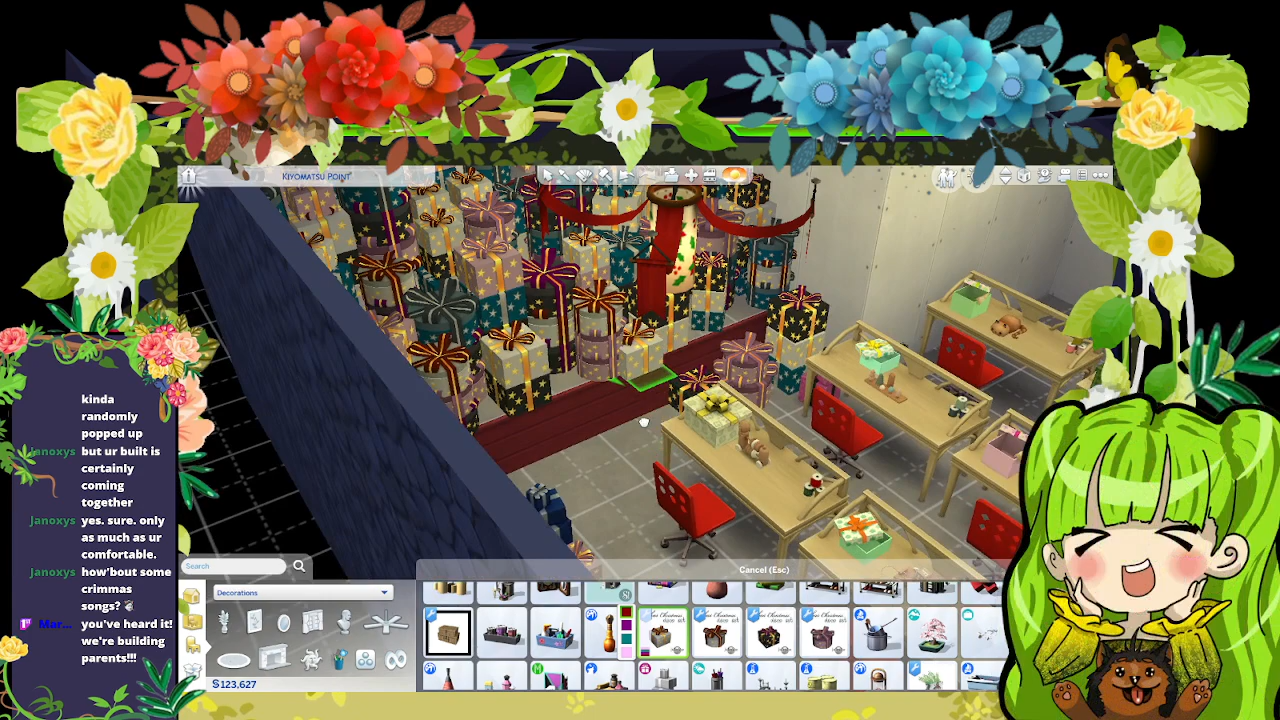 KIYOMATSU POINT
kinda
randomly
popped up
Janoxys but ur built is
certainly
coming
together
Janoxys yes. sure. only
as much as ur
comfortable.
Janoxys how'bout some
crimmas
songs?
Mar... you've heard it!
we're building
parents!!!
Search
Cancel (Esc)
Decorations
$123,627